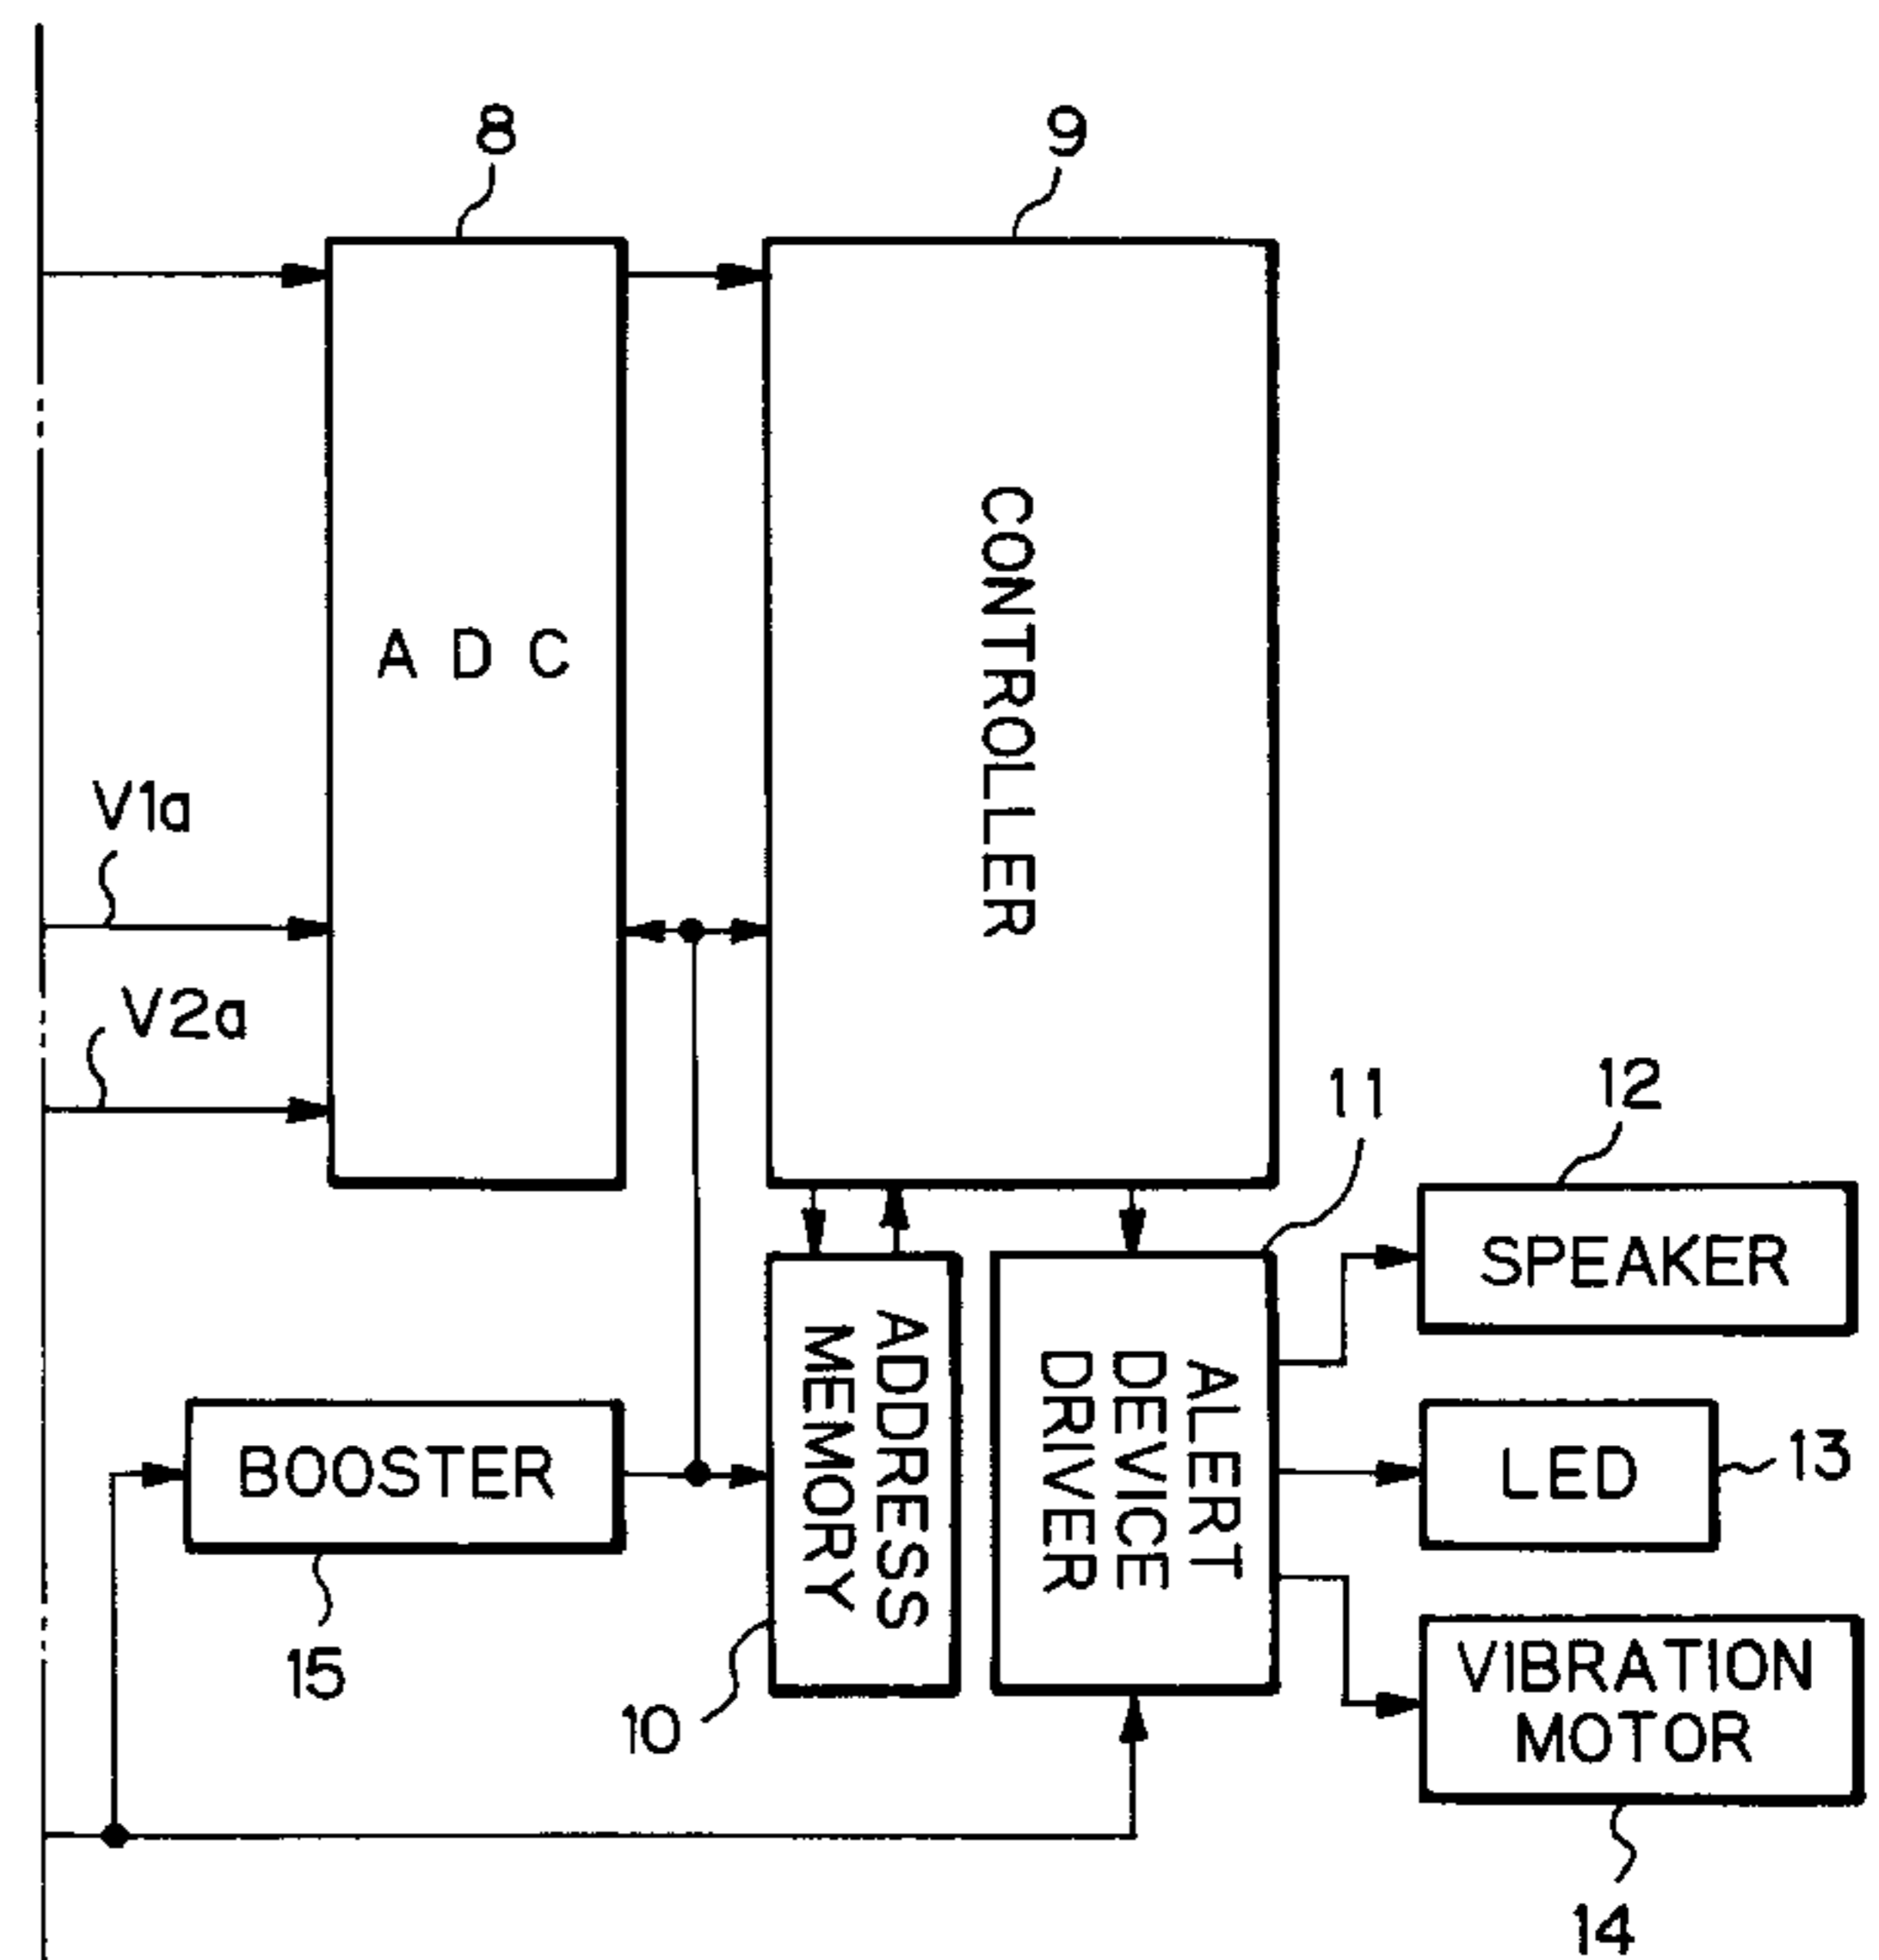 8
9
ADC
CONTROLLER
V1a
V2a
11
12
SPEAKER
ADDRESS
MEMORY
ALERT
DEVICE
DRIVER
BOOSTER
LED
13
15
10
VIBRATION
MOTOR
14